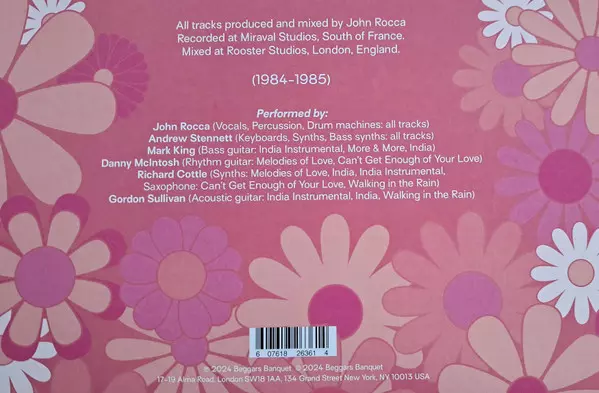 All tracks produced and mixed by John Rocca
Recorded at Miraval Studios, South of France.
Mixed at Rooster Studios, London, England.
(1984-1985)
Performed by:
John Rocca (Vocals, Percussion, Drum machines: all tracks)
Andrew Stennett (Keyboards, Synths, Bass synths: all tracks)
Mark King (Bass guitar: India Instrumental, More & More, India)
Danny McIntosh (Rhythm guitar: Melodies of Love, Can't Get Enough of Your Love)
Richard Cottle (Synths: Melodies of Love, India, India Instrumental,
Saxophone: Can't Get Enough of Your Love, Walking in the Rain)
Gordon Sullivan (Acoustic guitar: India Instrumental, India, Walking in the Rain)
6 07618 26361 4
℗ 2024 Beggars Banquet. © 2024 Beggars Banquet
17-19 Alma Road, London SW18 1AA, 134 Grand Street New York, NY 10013 USA